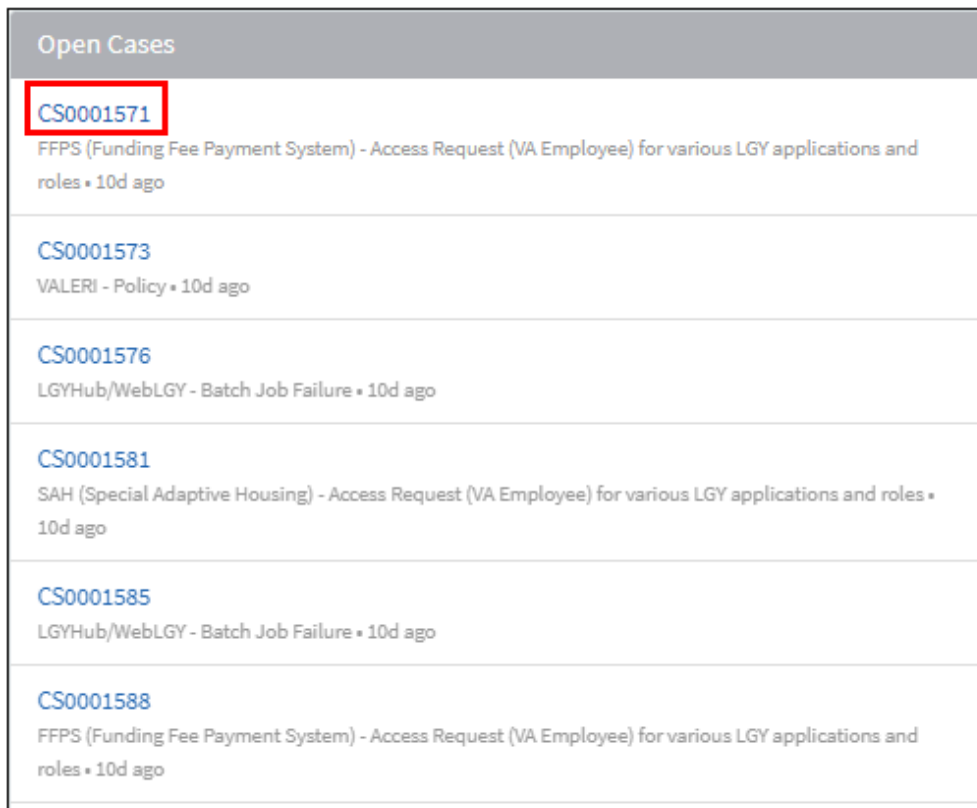 Open Cases
CS0001571
FFPS (Funding Fee Payment System) - Access Request (VA Employee) for various LGY applications and
roles • 10d ago
CS0001573
VALERI - Policy • 10d ago
CS0001576
LGYHub/WebLGY - Batch Job Failure • 10d ago
CS0001581
SAH (Special Adaptive Housing) - Access Request (VA Employee) for various LGY applications and roles •
10d ago
CS0001585
LGYHub/WebLGY - Batch Job Failure • 10d ago
CS0001588
FFPS (Funding Fee Payment System) - Access Request (VA Employee) for various LGY applications and
roles • 10d ago